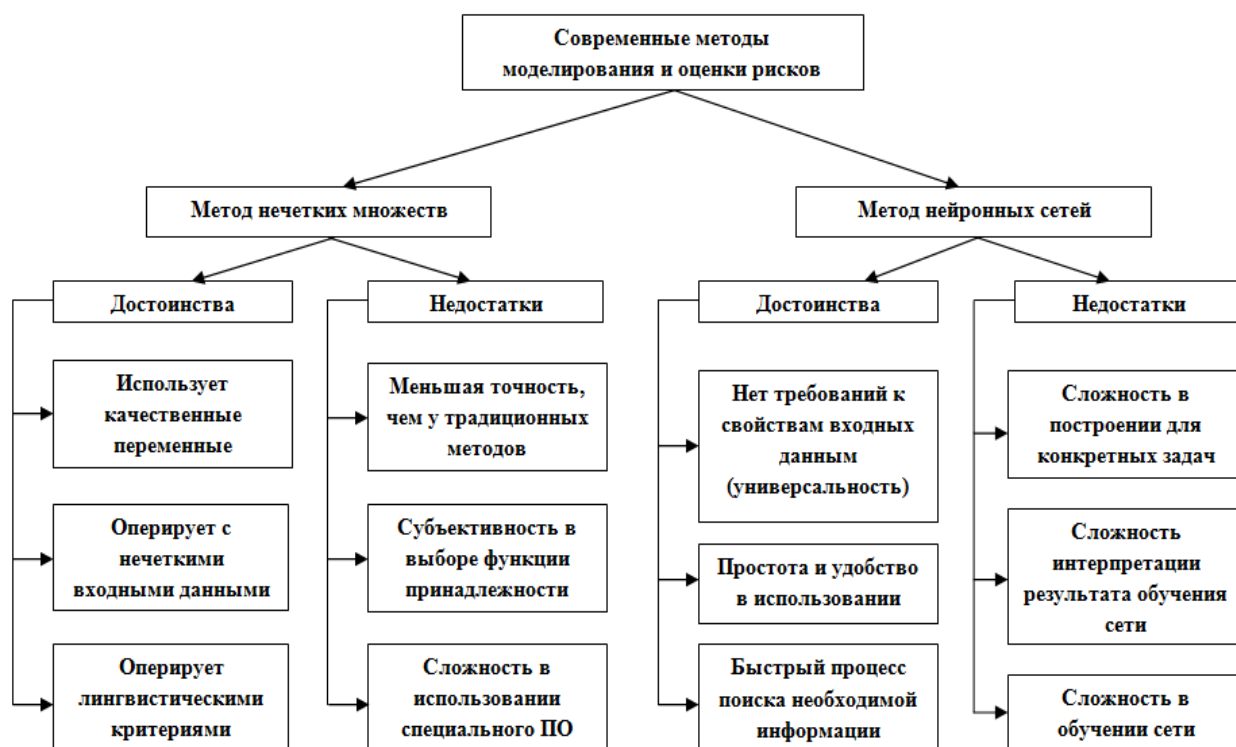 Современные методы
моделирования и оценки рисков
Метод нечетких множеств
Метод нейронных сетей
Достоинства
Недостатки
Достоинства
Недостатки
Использует
качественные
переменные
Оперирует с
нечеткими
входными данными
Оперирует
лингвистическими
критериями
Меньшая точность,
чем у традиционных
методов
Субъективность в
выборе функции
принадлежности
Сложность в
использовании
специального ПО
Нет требований к
свойствам входных
данным
(универсальность)
Простота и удобство
в использовании
Быстрый процесс
поиска необходимой
информации
Сложность в
построении для
конкретных задач
Сложность
интерпретации
результата обучения
сети
Сложность в
обучении сети